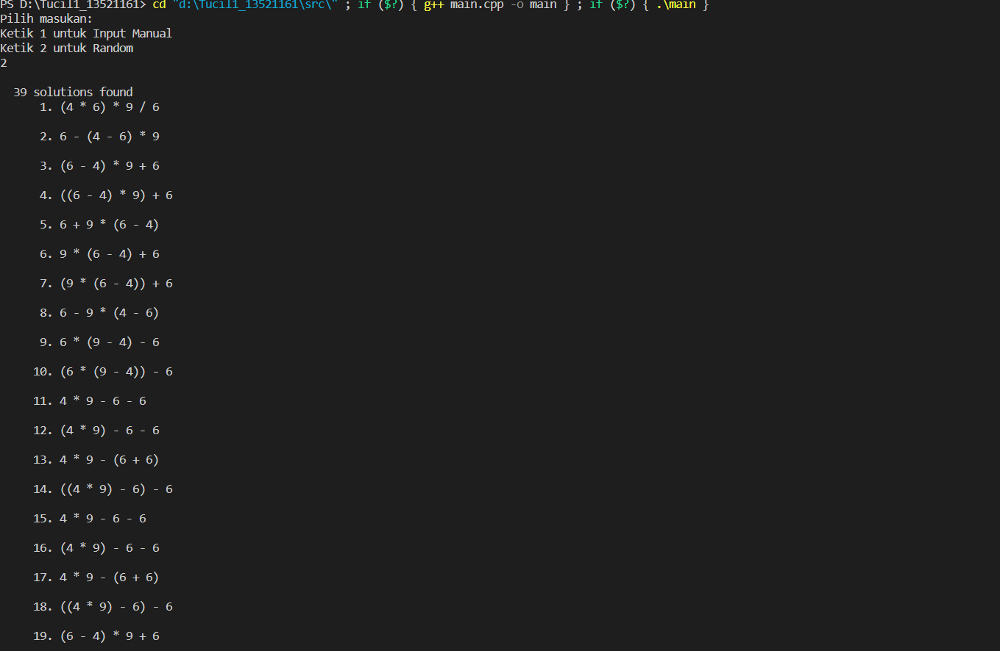 PS D:\Tucil1_13521161> cd "d:\Tucil1_13521161\src\" ; if ($?) { g++ main.cpp -o main } ; if ($?) { .\main }
Pilih masukan:
Ketik 1 untuk Input Manual
Ketik 2 untuk Random
2
39 solutions found
1. (4 * 6) * 9 / 6
2. 6 - (4 - 6) * 9
3. (6 - 4) * 9 + 6
4. ((6 - 4) * 9) + 6
5. 6 + 9 * (6 - 4)
6. 9 * (6 - 4) + 6
7. (9 * (6 - 4)) + 6
8. 6 - 9 * (4 - 6)
9. 6 * (9 - 4) - 6
10. (6 * (9 - 4)) - 6
11. 4 * 9 - 6 - 6
12. (4 * 9) - 6 - 6
13. 4 * 9 - (6 + 6)
14. ((4 * 9) - 6) - 6
15. 4 * 9 - 6 - 6
16. (4 * 9) - 6 - 6
17. 4 * 9 - (6 + 6)
18. ((4 * 9) - 6) - 6
19. (6 - 4) * 9 + 6